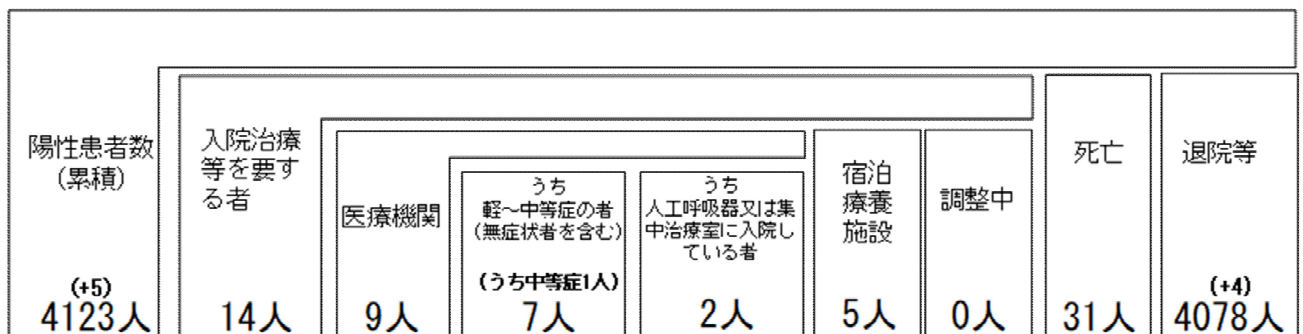 陽性患者数
(累積)
(+5)
4123人
入院治療
等を要す
る者
14人
医療機関
9人
うち
軽～中等症の者
(無症状者を含む)
(うち中等症1人)
7人
うち
人工呼吸器又は集
中治療室に入院し
ている者
2人
宿泊
療養
施設
5人
調整中
0人
死亡
31人
退院等
(+4)
4078人